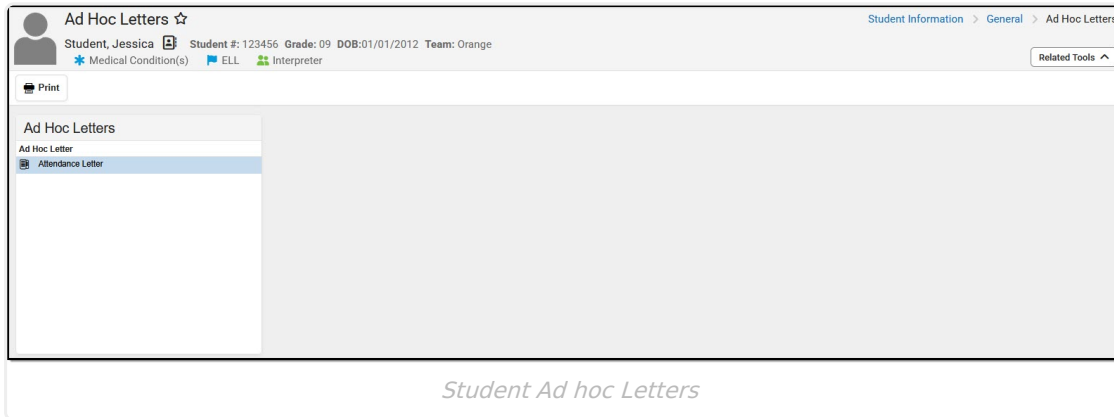 Ad Hoc Letters
Student Information > General > Ad Hoc Letters
Student, Jessica Student #: 123456 Grade: 09 DOB:01/01/2012 Team: Orange
Medical Condition(s) ELL Interpreter
Related Tools
Print
Ad Hoc Letters
Ad Hoc Letter
Attendance Letter
Student Ad hoc Letters